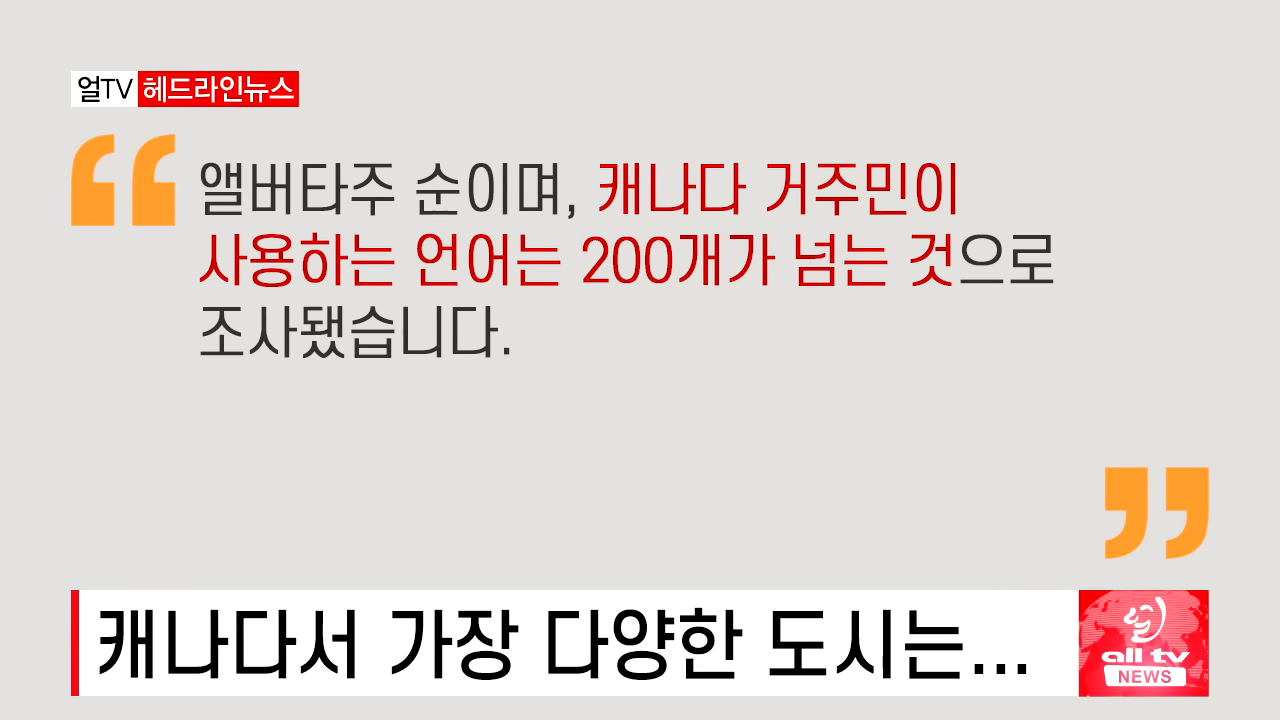 얼TV 헤드라인뉴스
“앨버타주 순이며, 캐나다 거주민이
사용하는 언어는 200개가 넘는 것으로
조사됐습니다.
”
캐나다서 가장 다양한 도시는...
얼
all tv
NEWS